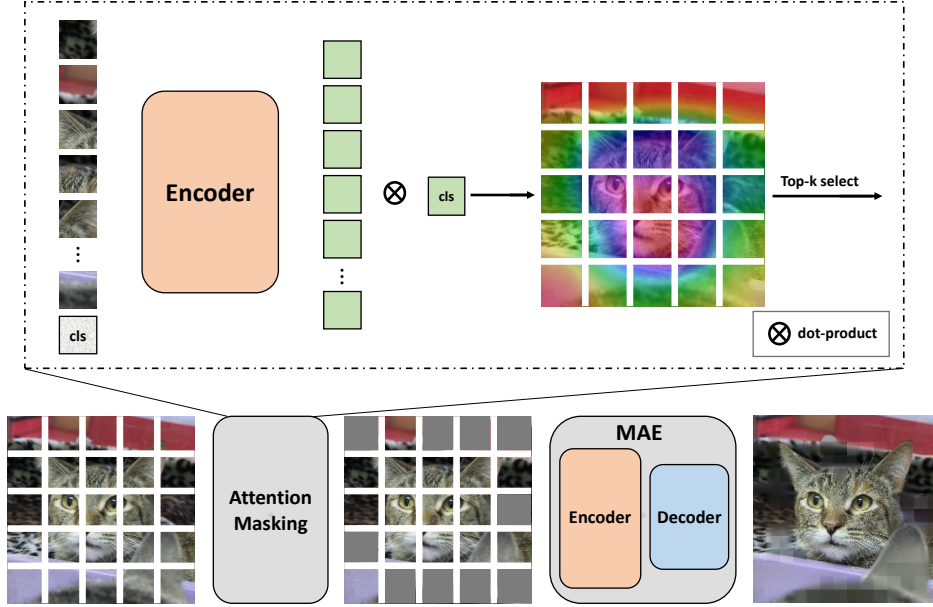 Encoder
cls
Top-k select
cls
dot-product
MAE
Attention
Masking
Encoder
Decoder